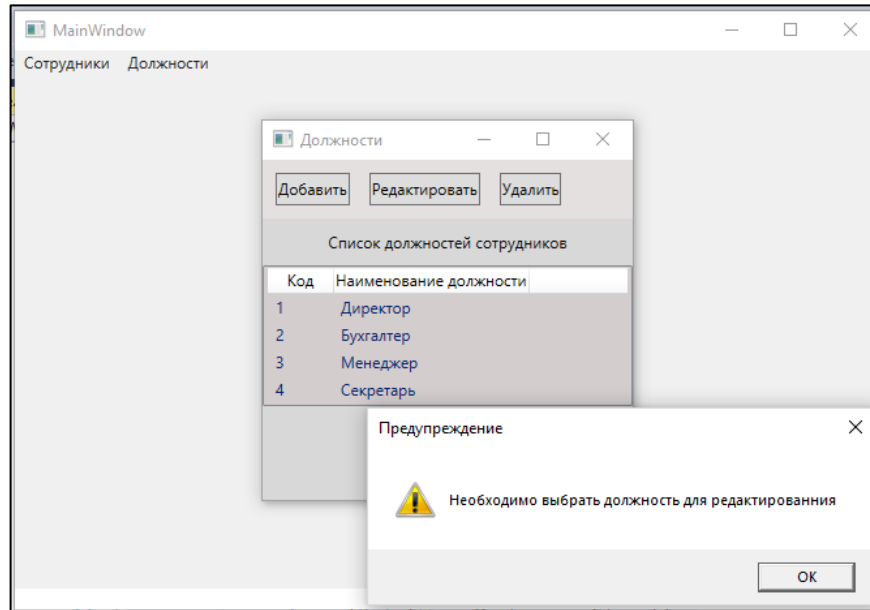 MainWindow
Сотрудники Должности
Должности
Добавить Редактировать Удалить
Список должностей сотрудников
Код Наименование должности
1 Директор
2 Бухгалтер
3 Менеджер
4 Секретарь
Предупреждение
Необходимо выбрать должность для редактированния
OK